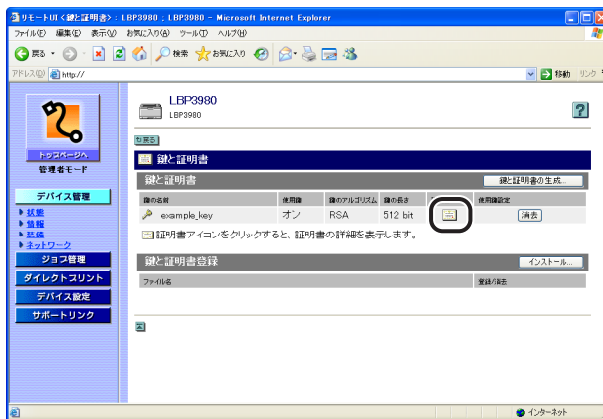 リモートUI <鍵と証明書> : LBP3980 ; LBP3980 - Microsoft Internet Explorer
ファイル(F) 編集(E) 表示(V) お気に入り(A) ツール(T) ヘルプ(H)
戻る 検索 お気に入り
アドレス(D) http:// 移動 リンク
LBP3980
LBP3980
戻る
トップページへ
管理者モード
鍵と証明書
鍵と証明書 鍵と証明書の生成...
鍵の名前 使用鍵 鍵のアルゴリズム 鍵の長さ 使用鍵設定
example_key オン RSA 512 bit 消去
証明書アイコンをクリックすると、証明書の詳細を表示します。
鍵と証明書登録 インストール...
ファイル名 登録/消去
デバイス管理
状態
情報
ネットワーク
ジョブ管理
ダイレクトプリント
デバイス設定
サポートリンク
インターネット